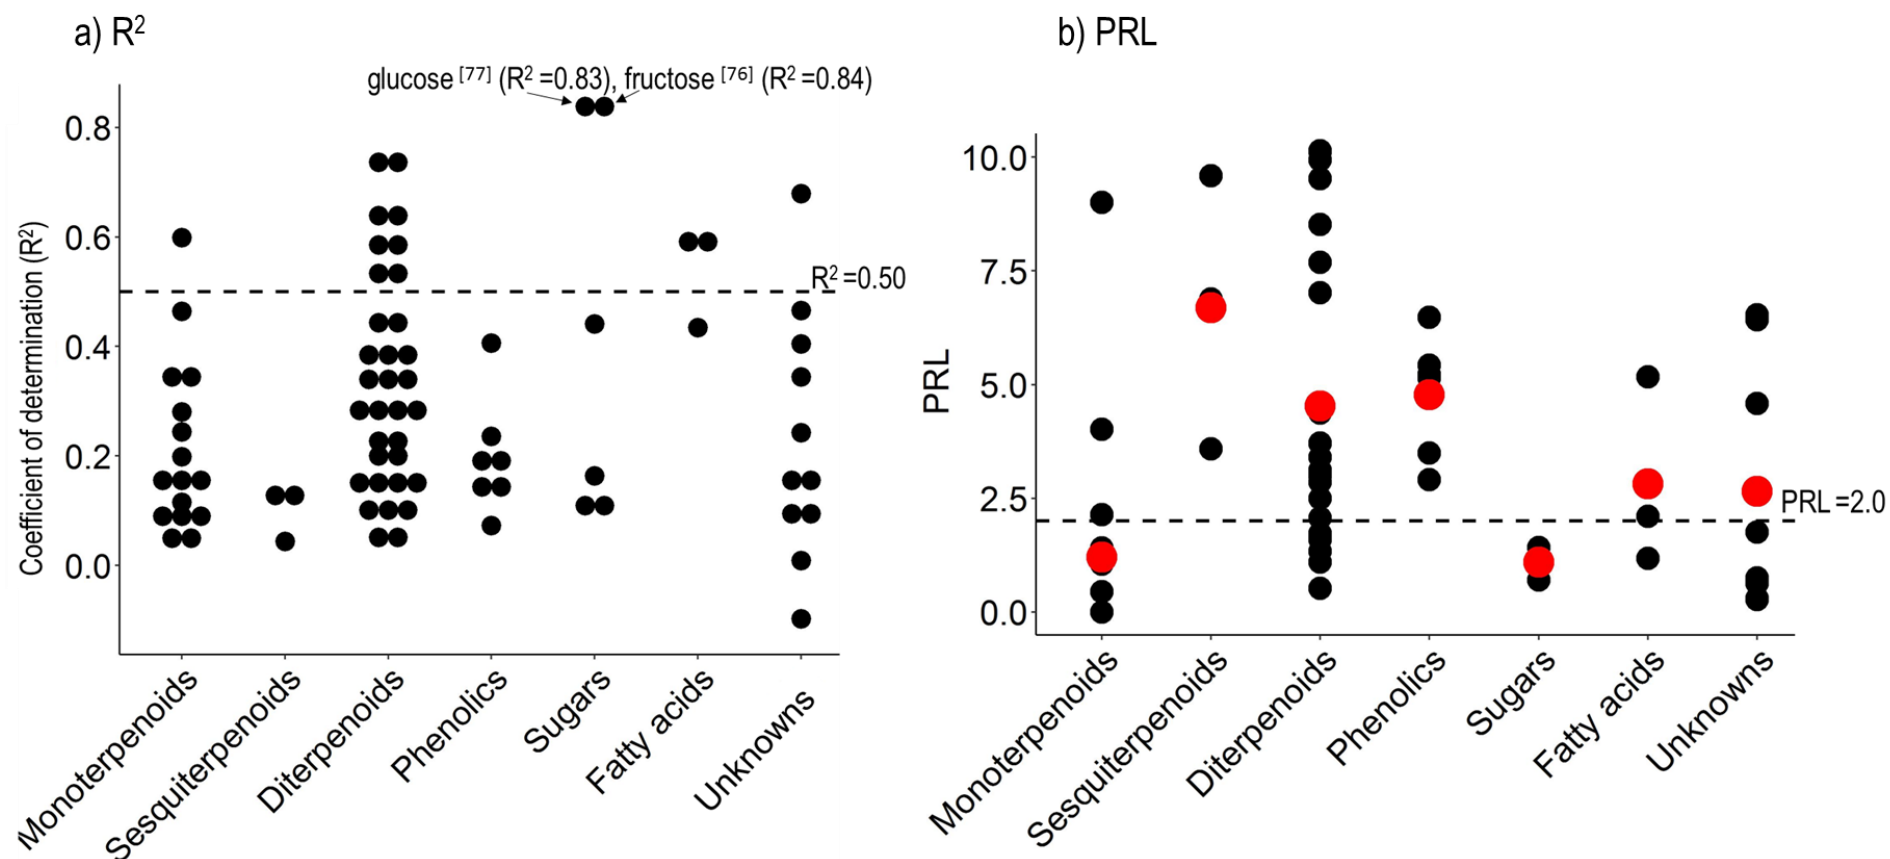 a) R²
glucose [77] (R² =0.83), fructose [76] (R² =0.84)
0.8
0.6
0.4
0.2
0.0
Coefficient of determination (R²)
R² =0.50
Monoterpenoids
Sesquiterpenoids
Diterpenoids
Phenolics
Sugars
Fatty acids
Unknowns
b) PRL
10.0
7.5
5.0
2.5
0.0
PRL
PRL =2.0
Monoterpenoids
Sesquiterpenoids
Diterpenoids
Phenolics
Sugars
Fatty acids
Unknowns